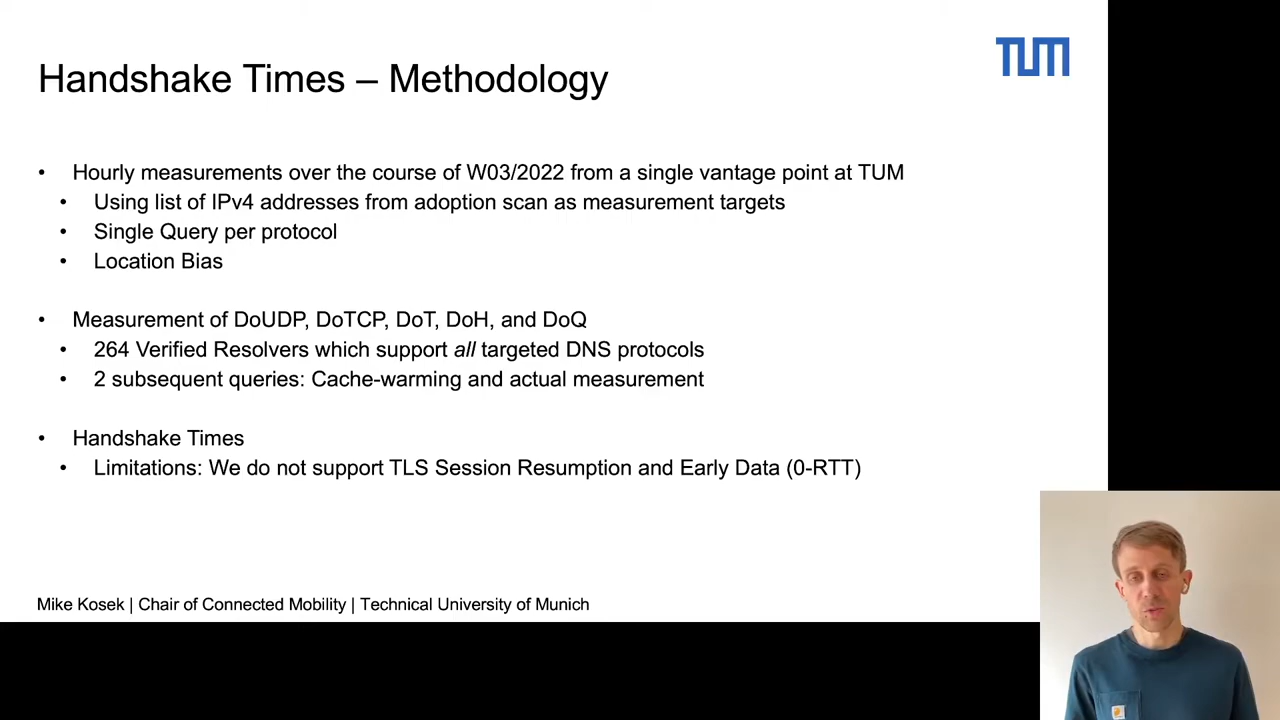 Handshake Times – Methodology
TUM
• Hourly measurements over the course of W03/2022 from a single vantage point at TUM
• Using list of IPv4 addresses from adoption scan as measurement targets
• Single Query per protocol
• Location Bias
• Measurement of DoUDP, DoTCP, DoT, DoH, and DoQ
• 264 Verified Resolvers which support all targeted DNS protocols
• 2 subsequent queries: Cache-warming and actual measurement
• Handshake Times
• Limitations: We do not support TLS Session Resumption and Early Data (0-RTT)
Mike Kosek | Chair of Connected Mobility | Technical University of Munich